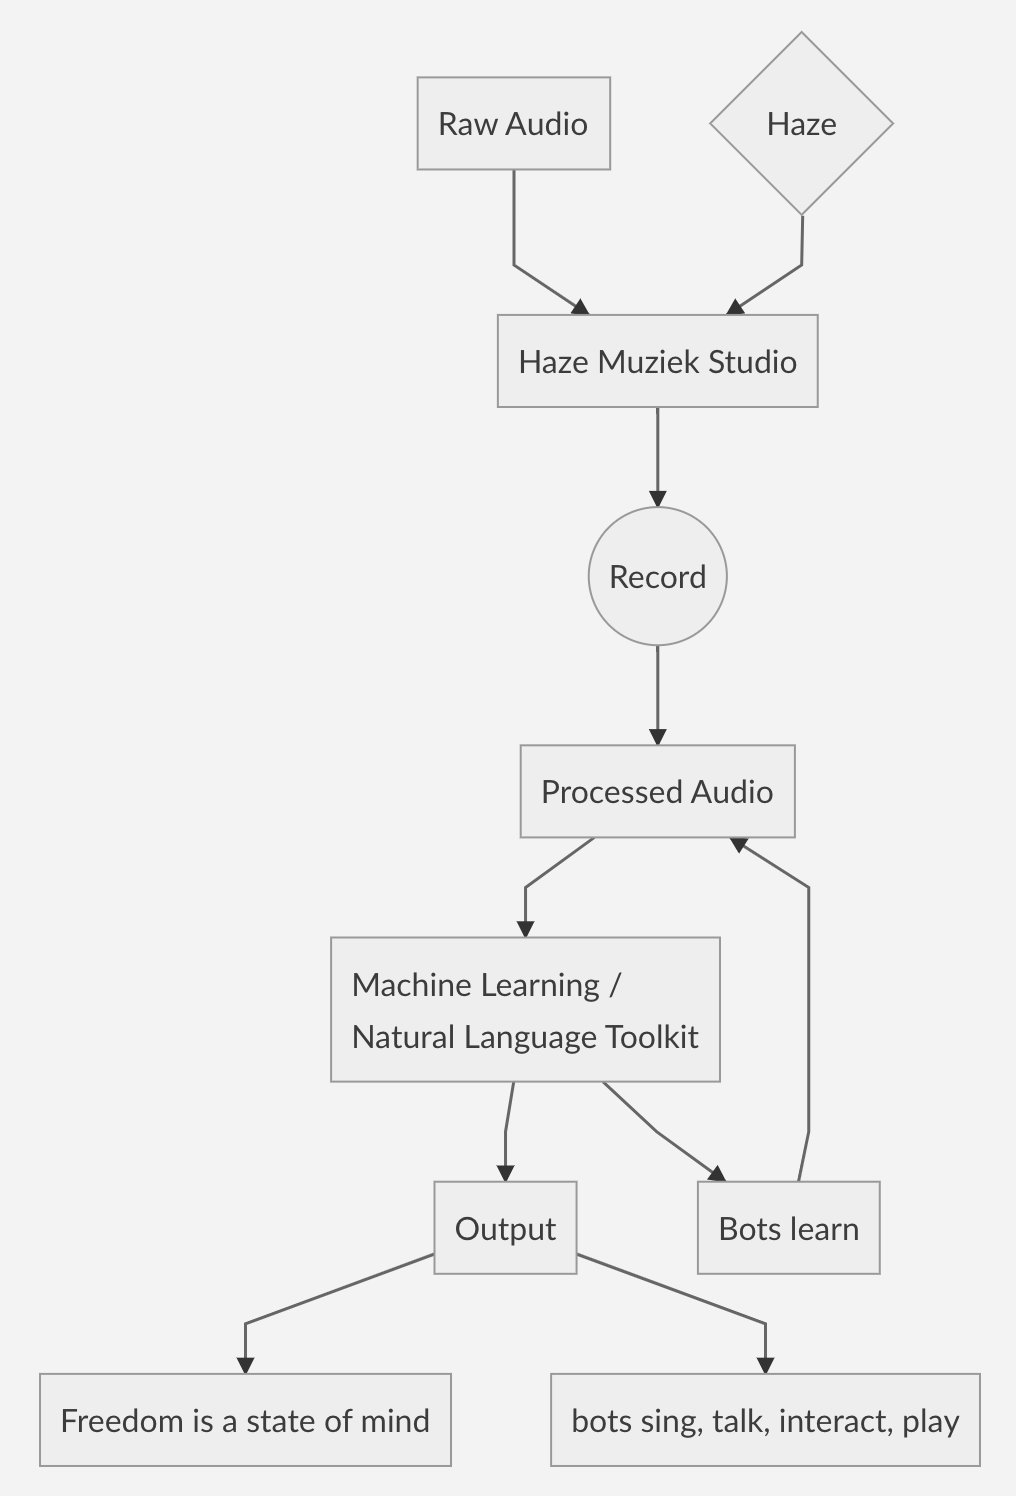 Raw Audio
Haze
Haze Muziek Studio
Record
Processed Audio
Machine Learning /
Natural Language Toolkit
Output
Bots learn
Freedom is a state of mind
bots sing, talk, interact, play